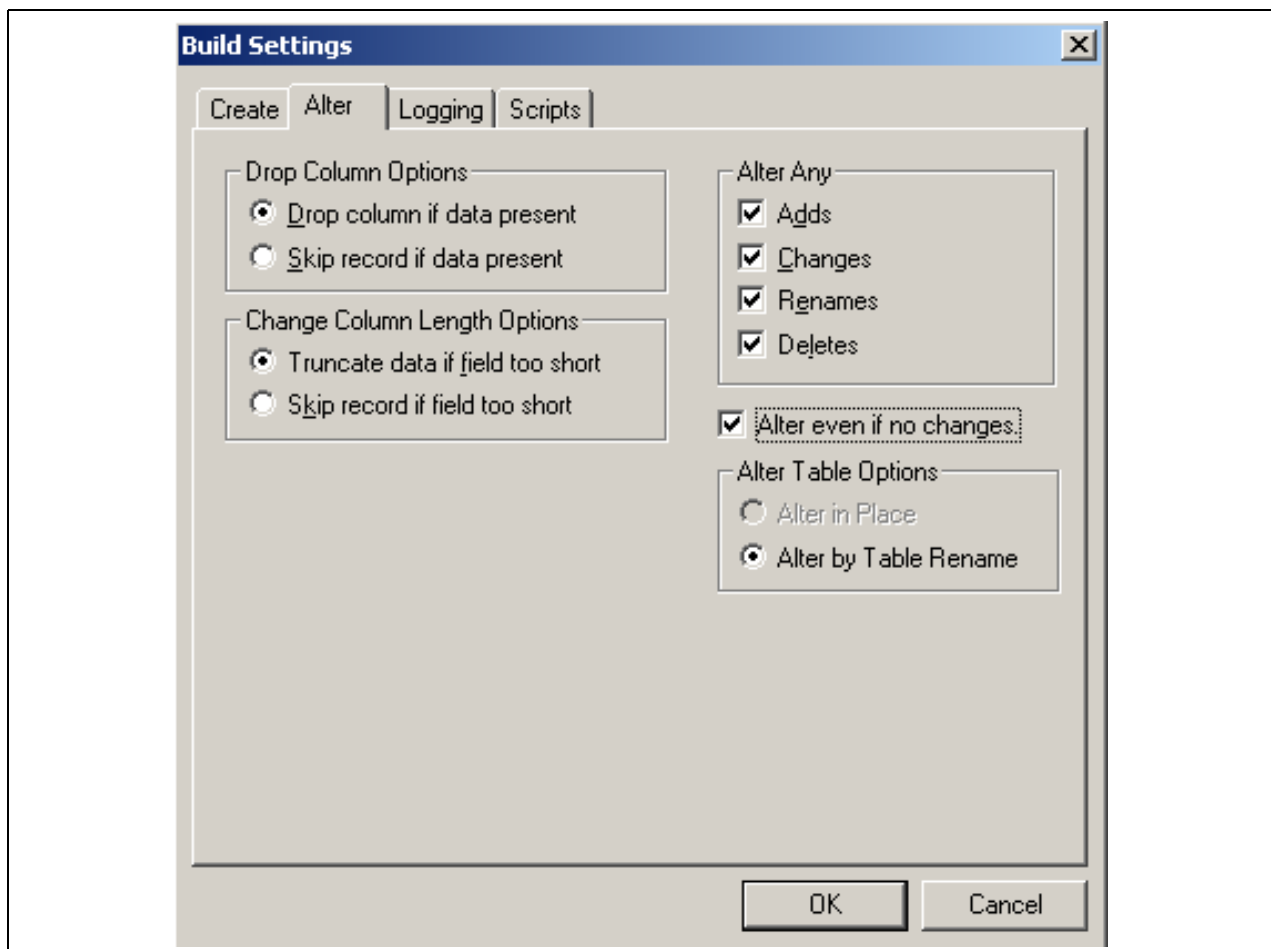 Build Settings
Create Alter Logging Scripts
Drop Column Options
Drop column if data present
Skip record if data present
Change Column Length Options
Truncate data if field too short
Skip record if field too short
Alter Any
Adds
Changes
Renames
Deletes
Alter even if no changes.
Alter Table Options
Alter in Place
Alter by Table Rename
OK Cancel